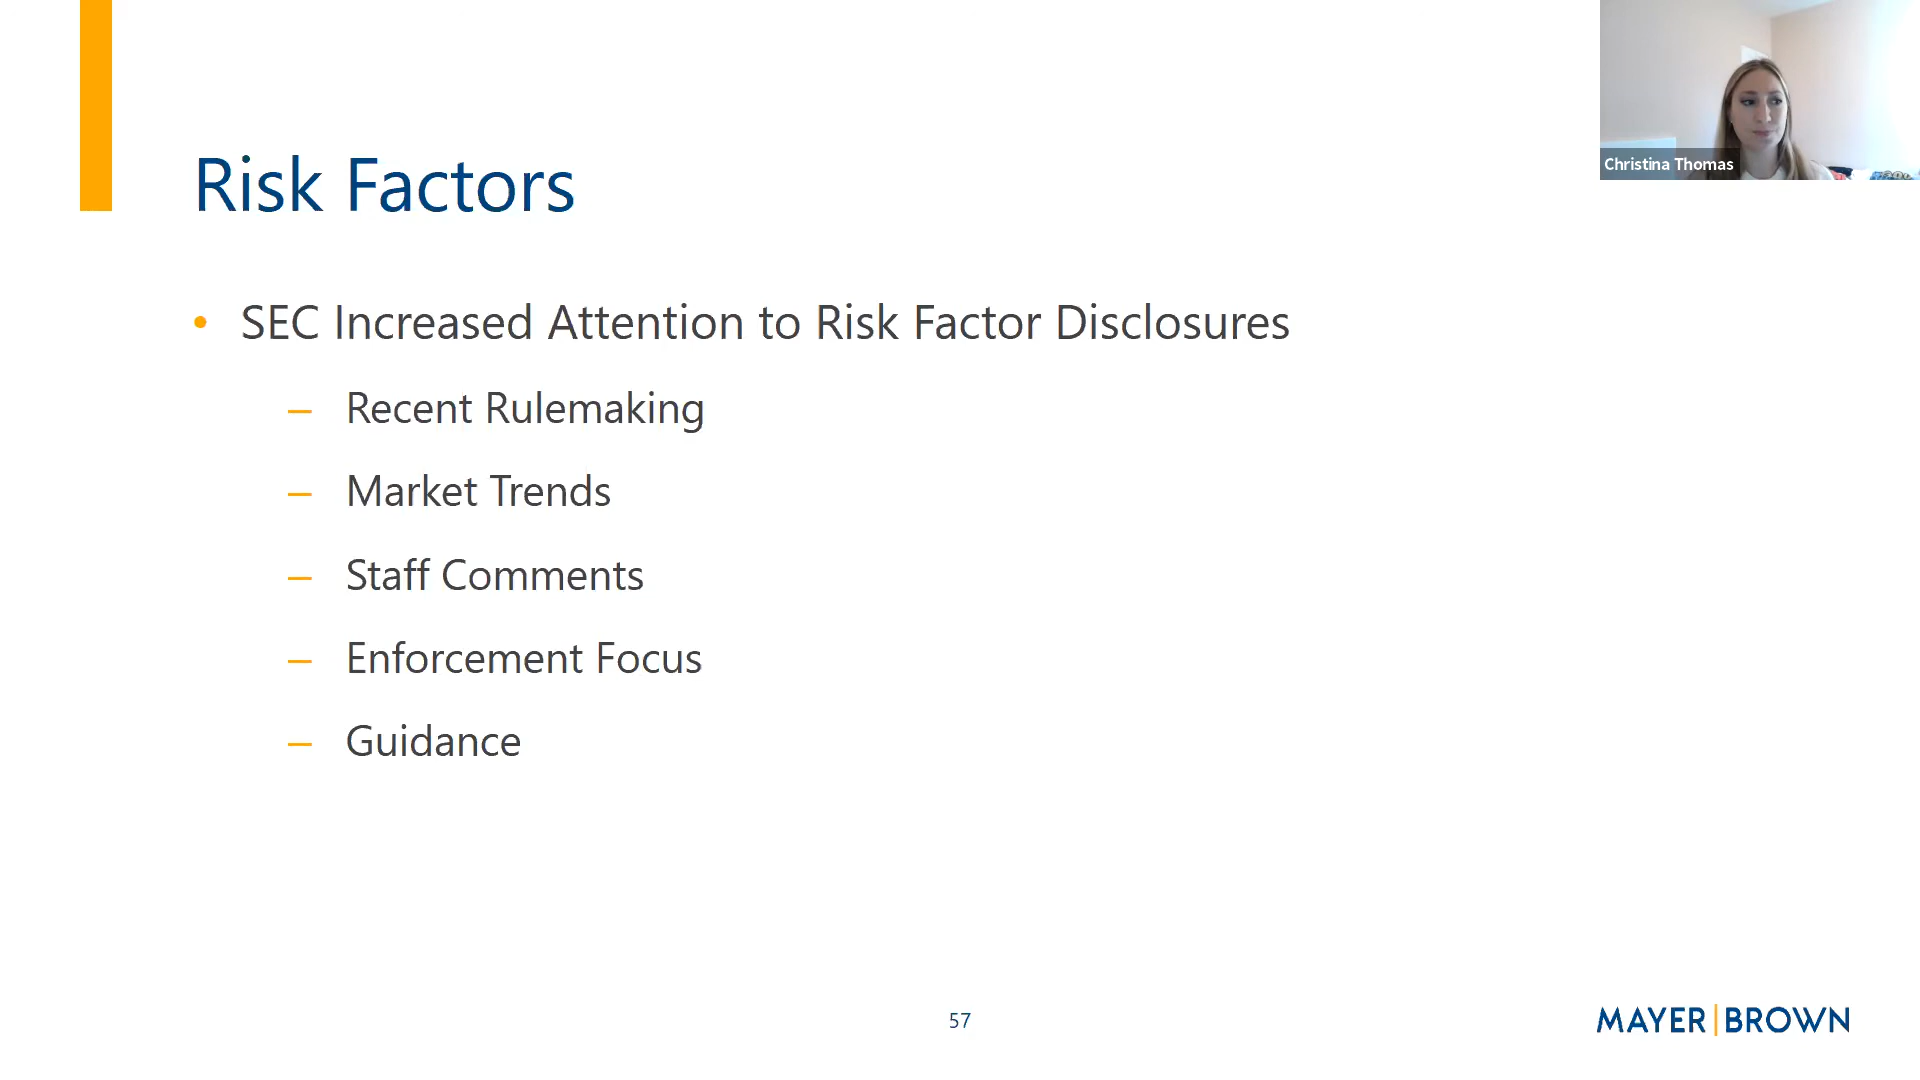 Christina Thomas
Risk Factors
• SEC Increased Attention to Risk Factor Disclosures
– Recent Rulemaking
– Market Trends
– Staff Comments
– Enforcement Focus
– Guidance
57
MAYER | BROWN